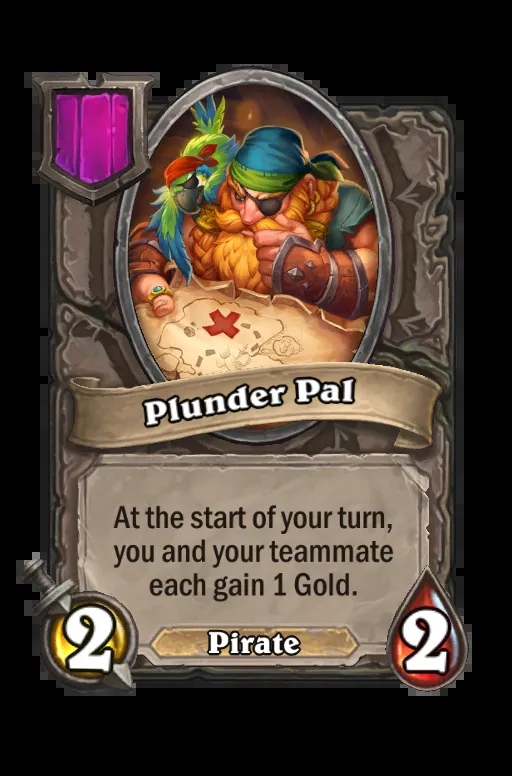 Plunder Pal
At the start of your turn,
you and your teammate
each gain 1 Gold.
2
Pirate
2